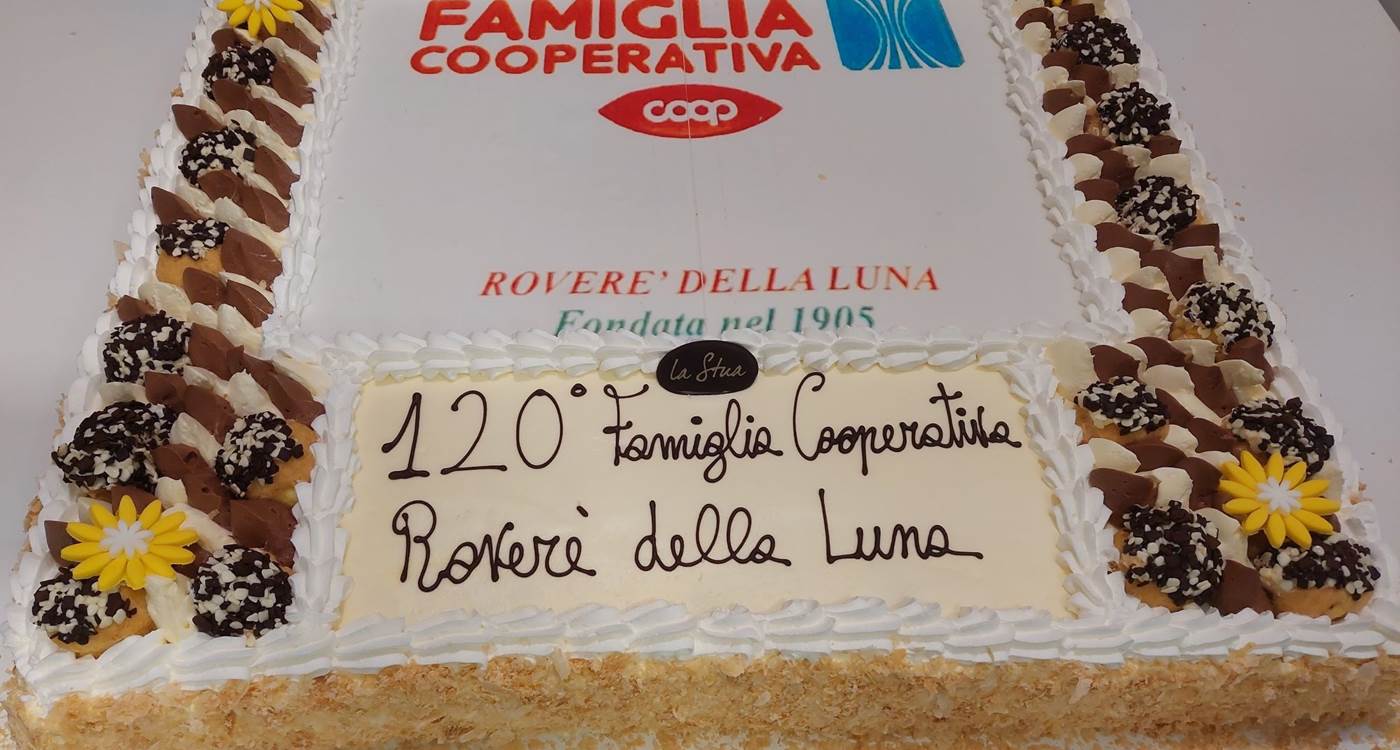 FAMIGLIA
COOPERATIVA
coop
ROVERE' DELLA LUNA
Fondata nel 1905
La Stua
120° Famiglia Cooperativa
Roverè della Luna